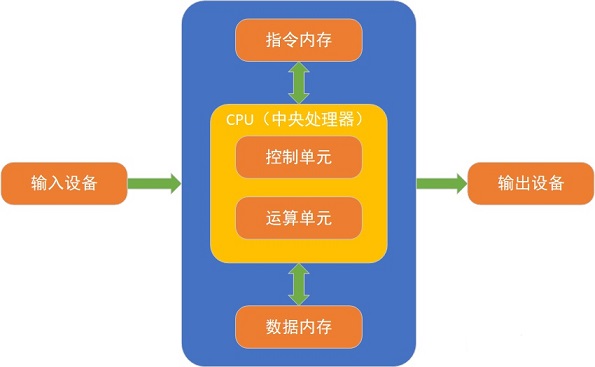 指令内存
CPU（中央处理器）
控制单元
输入设备
输出设备
运算单元
数据内存